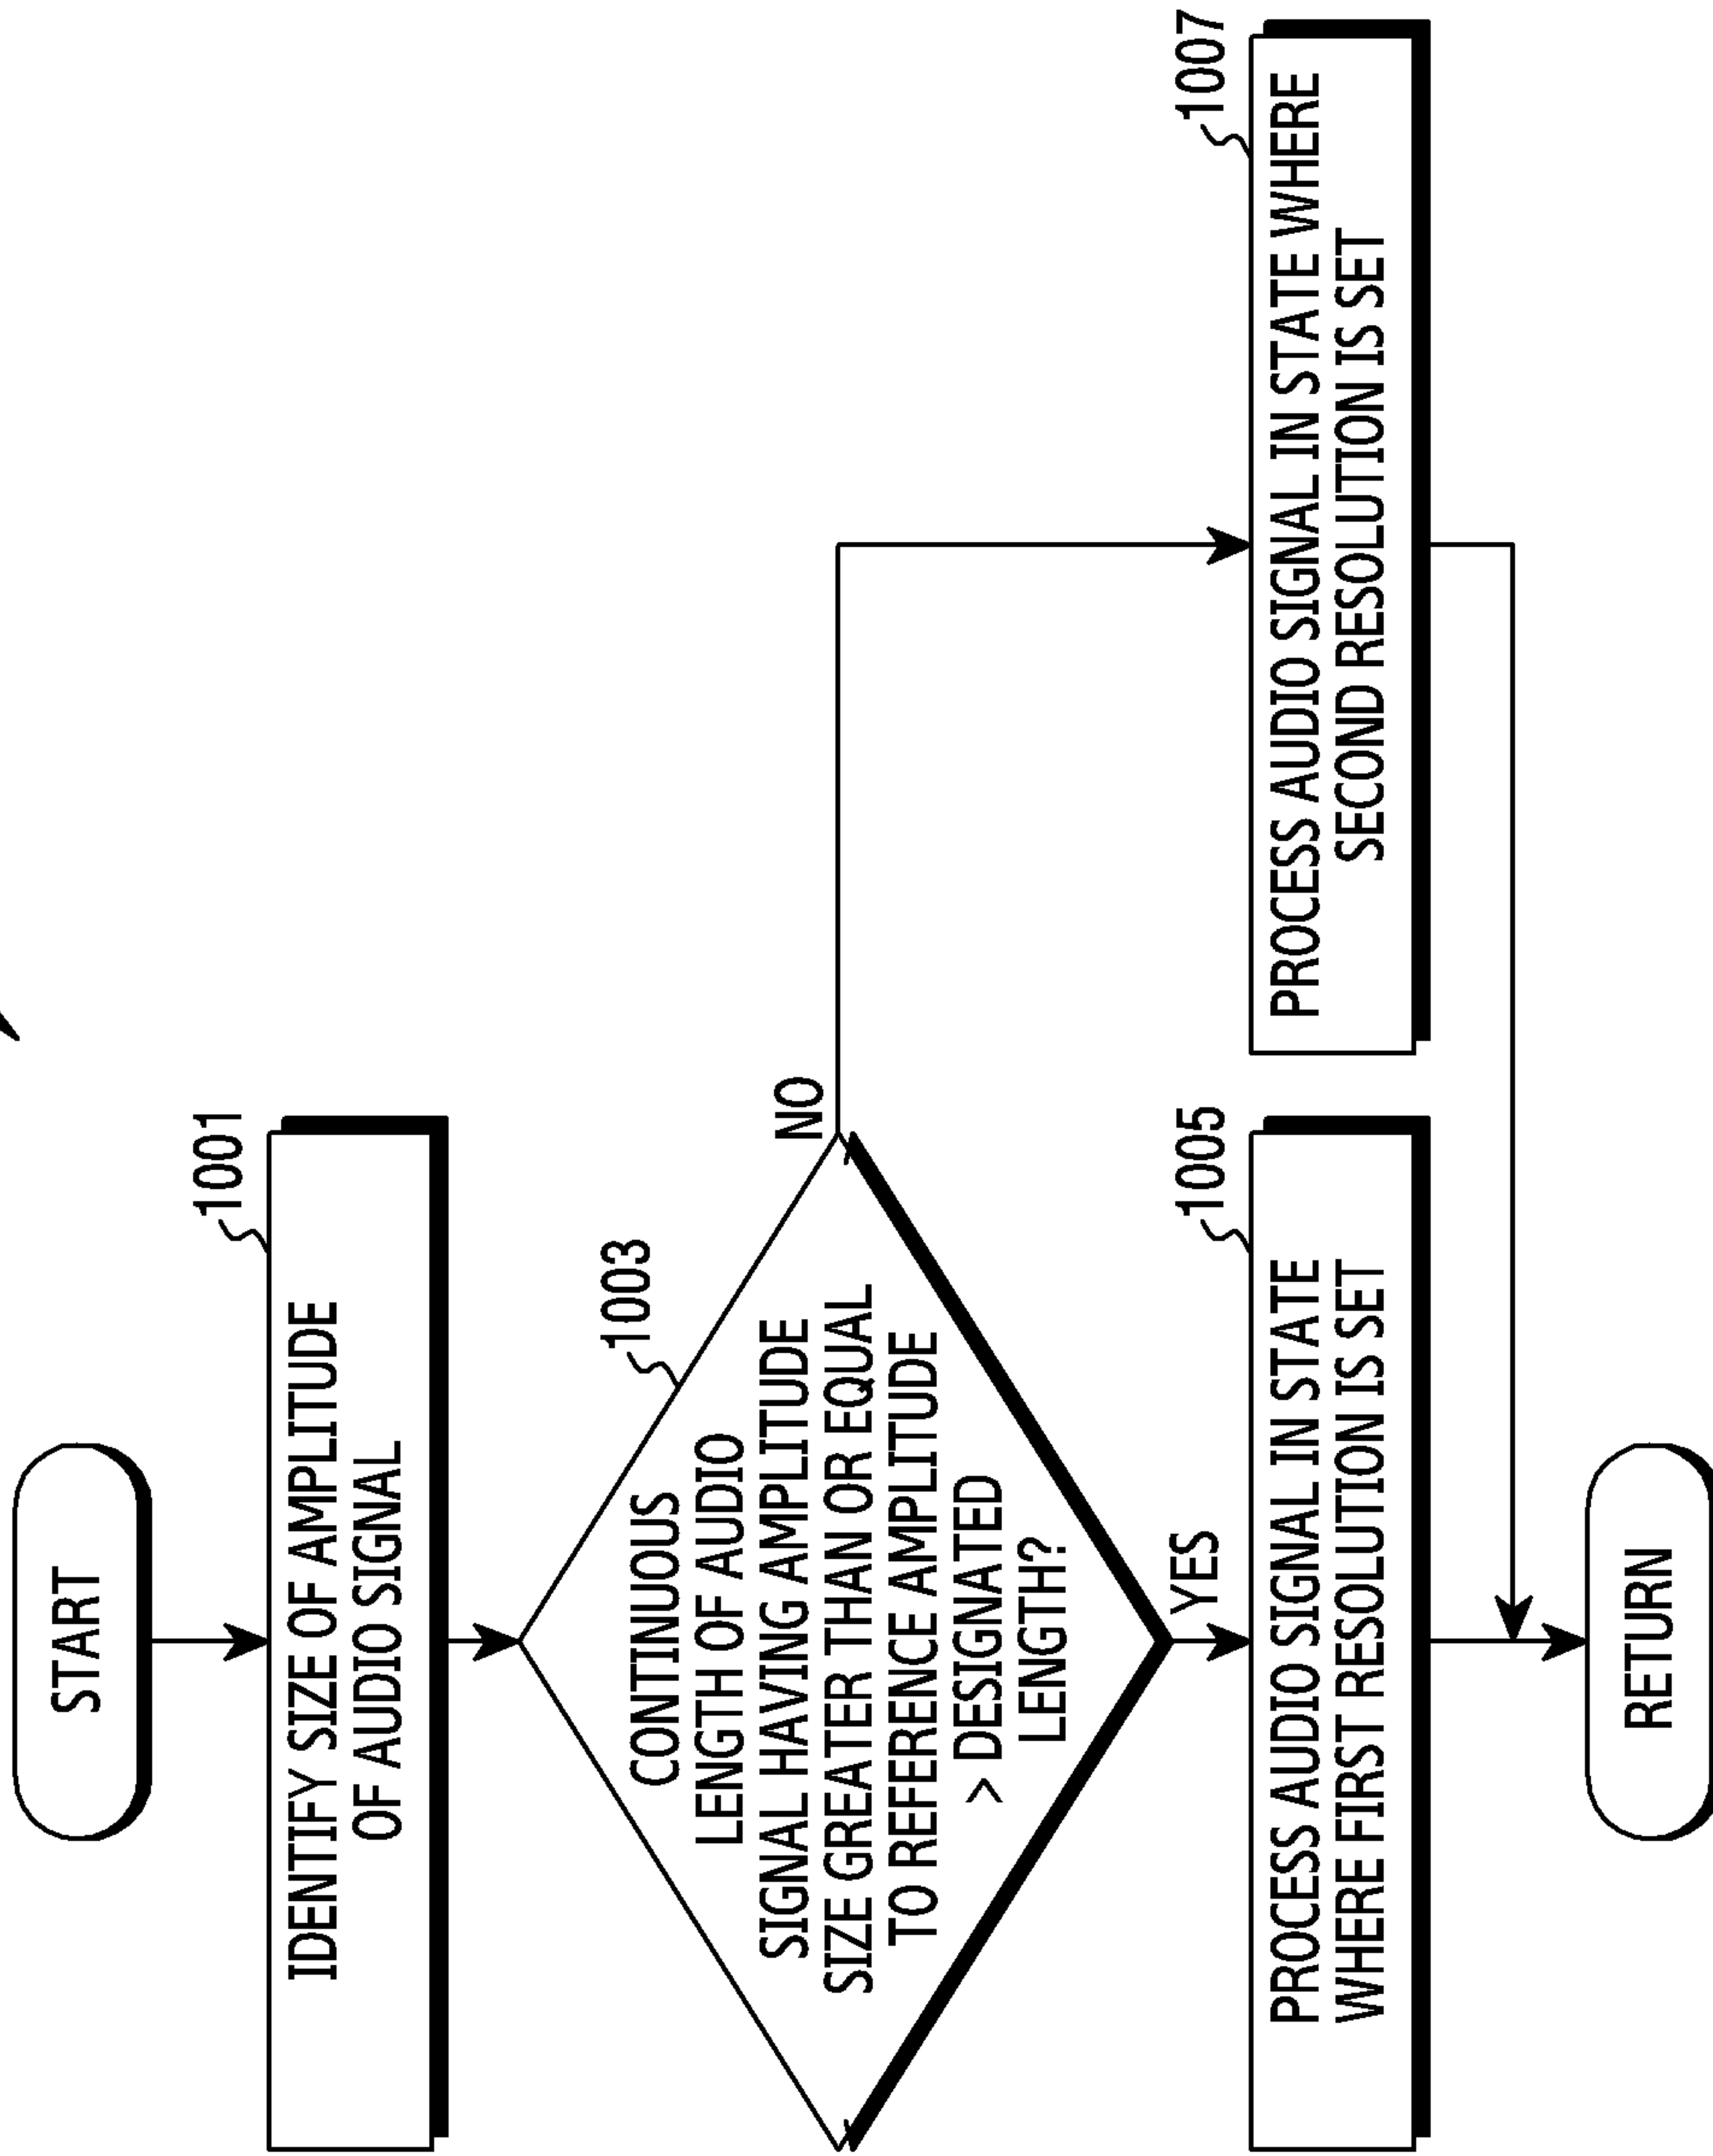 START
1001
IDENTIFY SIZE OF AMPLITUDE
OF AUDIO SIGNAL
1003
CONTINUOUS
LENGTH OF AUDIO
SIGNAL HAVING AMPLITUDE
SIZE GREATER THAN OR EQUAL
TO REFERENCE AMPLITUDE
> DESIGNATED
LENGTH?
NO
YES
1005
PROCESS AUDIO SIGNAL IN STATE
WHERE FIRST RESOLUTION IS SET
1007
PROCESS AUDIO SIGNAL IN STATE WHERE
SECOND RESOLUTION IS SET
RETURN